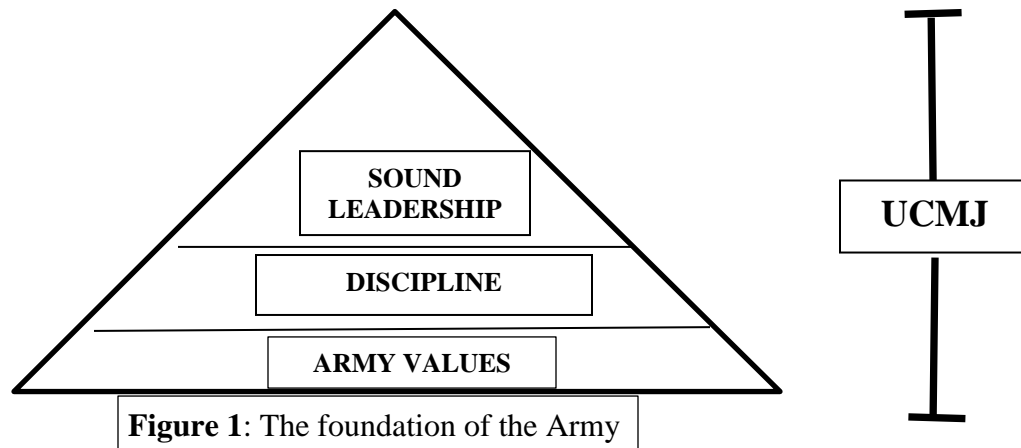 SOUND
LEADERSHIP
UCMJ
DISCIPLINE
ARMY VALUES
Figure 1: The foundation of the Army